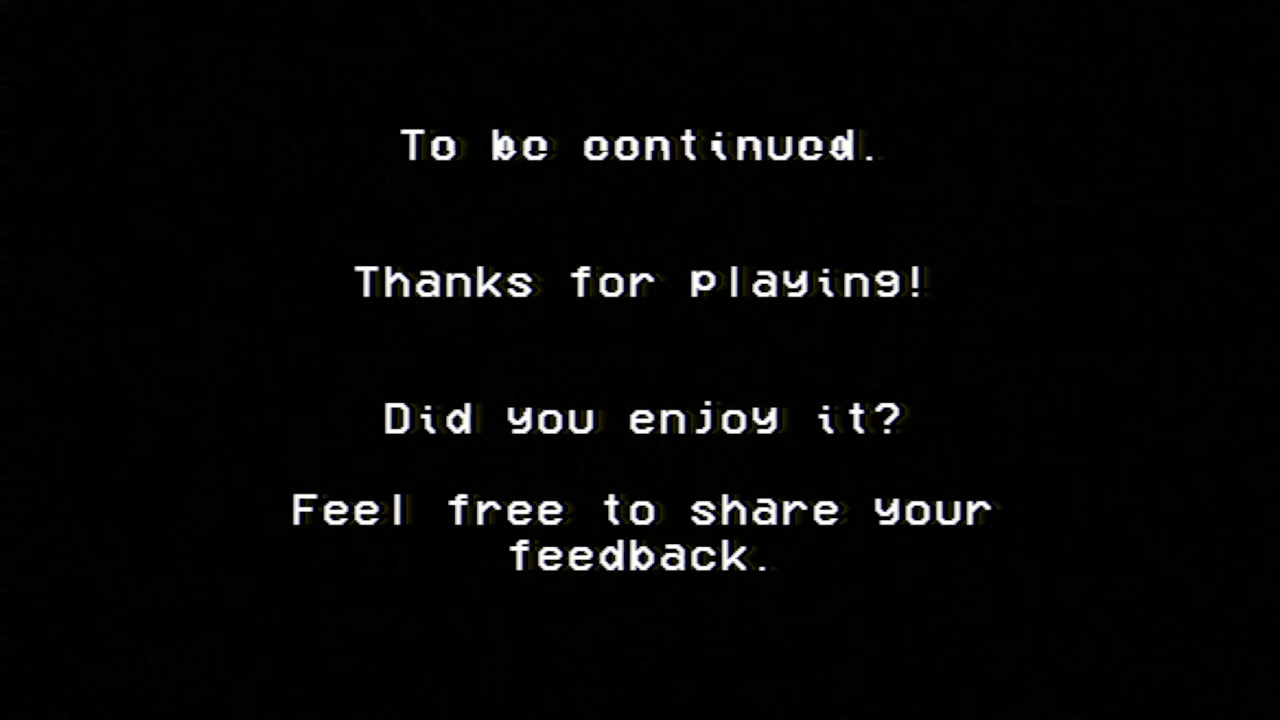 To be continued.
Thanks for playing!
Did you enjoy it?
Feel free to share your
feedback.